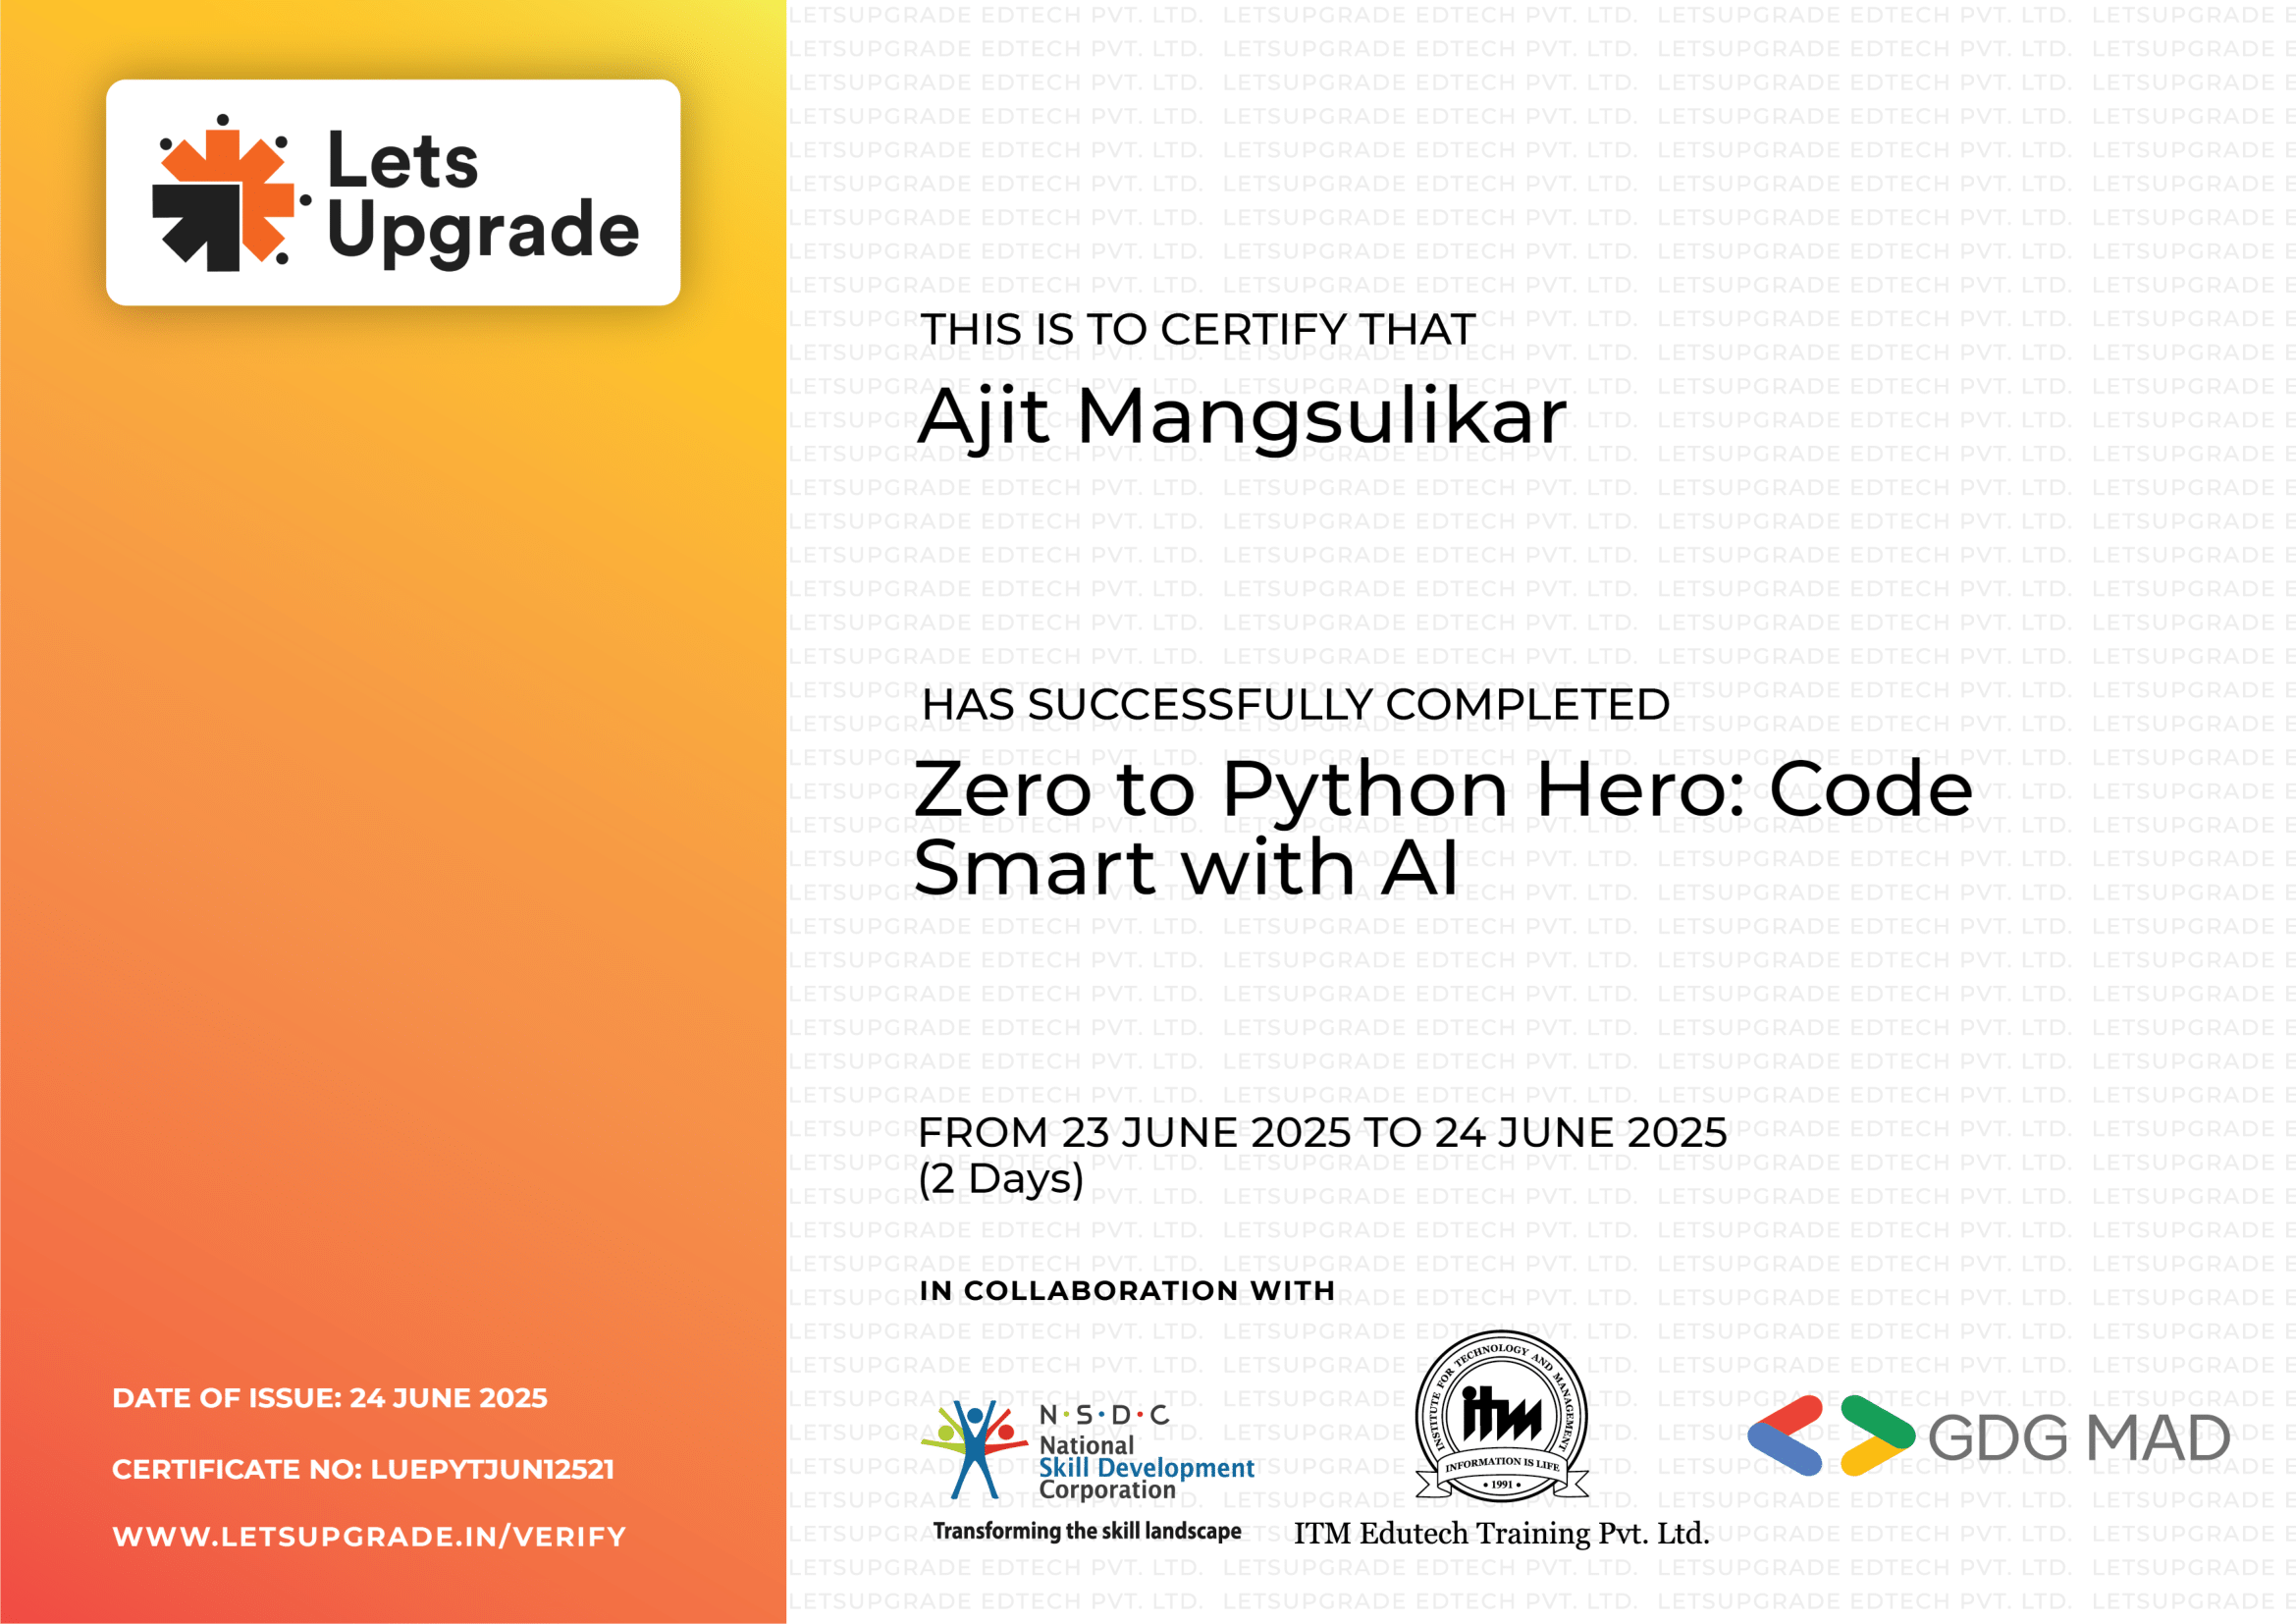 Lets
Upgrade
THIS IS TO CERTIFY THAT
Ajit Mangsulikar
HAS SUCCESSFULLY COMPLETED
Zero to Python Hero: Code
Smart with AI
FROM 23 JUNE 2025 TO 24 JUNE 2025
(2 Days)
IN COLLABORATION WITH
N·S·D·C
National
Skill Development
Corporation
Transforming the skill landscape
INSTITUTE FOR TECHNOLOGY AND MANAGEMENT
itm
INFORMATION IS LIFE
• 1991 •
ITM Edutech Training Pvt. Ltd.
GDG MAD
DATE OF ISSUE: 24 JUNE 2025
CERTIFICATE NO: LUEPYTJUN12521
WWW.LETSUPGRADE.IN/VERIFY
LETSUPGRADE EDTECH PVT. LTD.